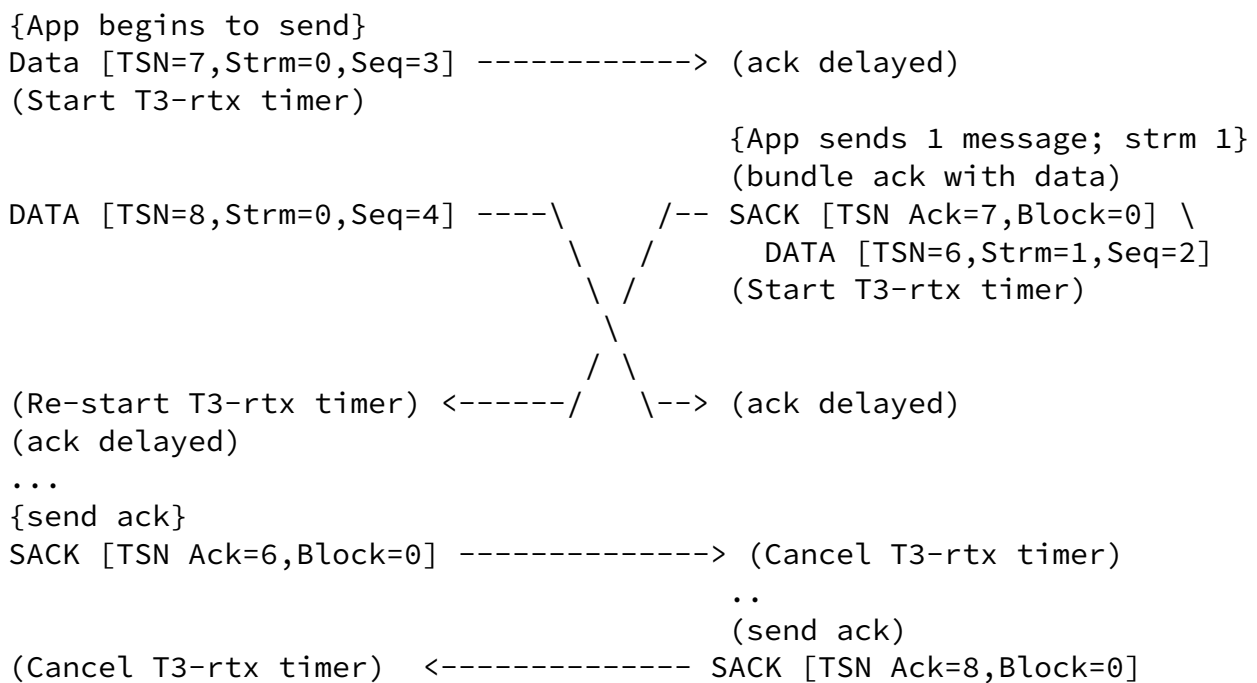 {App begins to send}
Data [TSN=7,Strm=0,Seq=3] ------------> (ack delayed)
(Start T3-rtx timer)
                                        {App sends 1 message; strm 1}
                                        (bundle ack with data)
DATA [TSN=8,Strm=0,Seq=4] ----\      /-- SACK [TSN Ack=7,Block=0] \
                               \    /      DATA [TSN=6,Strm=1,Seq=2]
                                \  /    (Start T3-rtx timer)
                                 \
                                / \
(Re-start T3-rtx timer) <------/   \--> (ack delayed)
(ack delayed)
...
{send ack}
SACK [TSN Ack=6,Block=0] --------------> (Cancel T3-rtx timer)
                                        ..
                                        (send ack)
(Cancel T3-rtx timer)  <-------------- SACK [TSN Ack=8,Block=0]